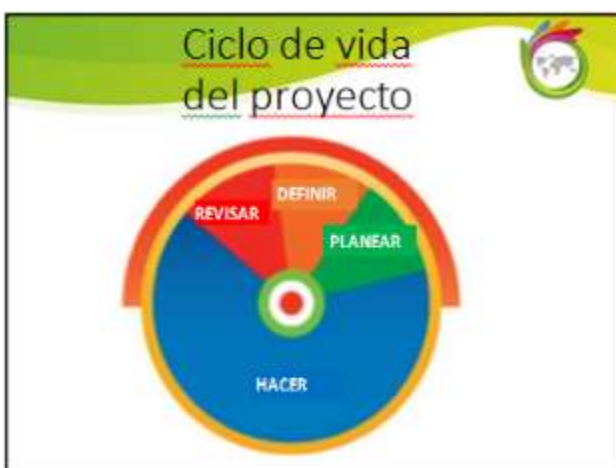 Ciclo de vida
del proyecto
DEFINIR
REVISAR
PLANEAR
HACER